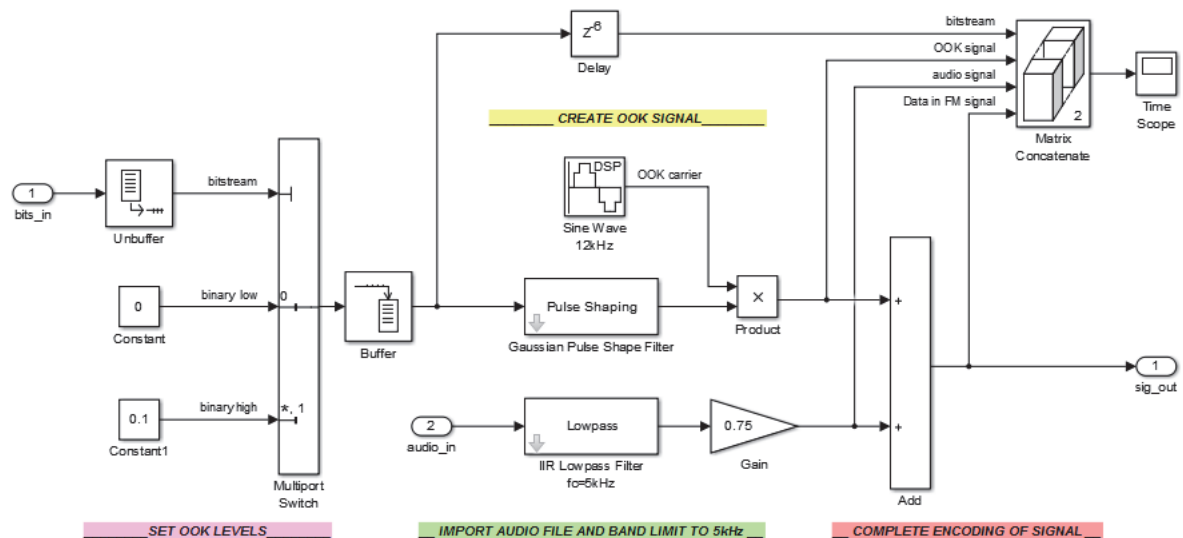 Z-6
Delay
bitstream
OOK signal
audio signal
Data in FM signal
2
Matrix
Concatenate
Time
Scope
CREATE OOK SIGNAL
1
bits_in
Unbuffer
bitstream
DSP
OOK carrier
Sine Wave
12kHz
0
Constant
binary low
0
Buffer
Pulse Shaping
Gaussian Pulse Shape Filter
×
Product
+
1
sig_out
0.1
Constant1
binary high
*, 1
Multiport
Switch
2
audio_in
Lowpass
IIR Lowpass Filter
fc=5kHz
0.75
Gain
+
Add
SET OOK LEVELS
IMPORT AUDIO FILE AND BAND LIMIT TO 5kHz
COMPLETE ENCODING OF SIGNAL